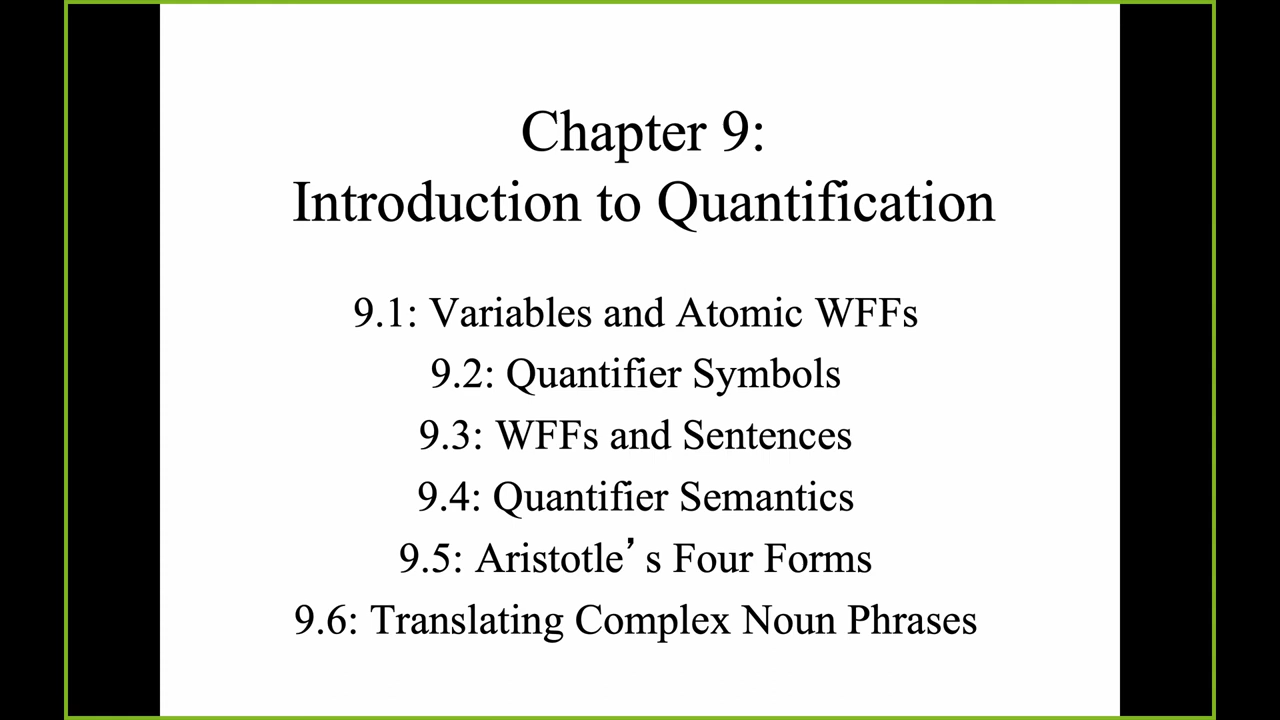 Chapter 9:
Introduction to Quantification
9.1: Variables and Atomic WFFs
9.2: Quantifier Symbols
9.3: WFFs and Sentences
9.4: Quantifier Semantics
9.5: Aristotle’s Four Forms
9.6: Translating Complex Noun Phrases